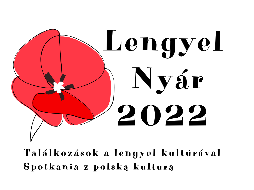 Lengyel
Nyár
2022
Találkozások a lengyel kultúrával
Spotkania z polską kulturą